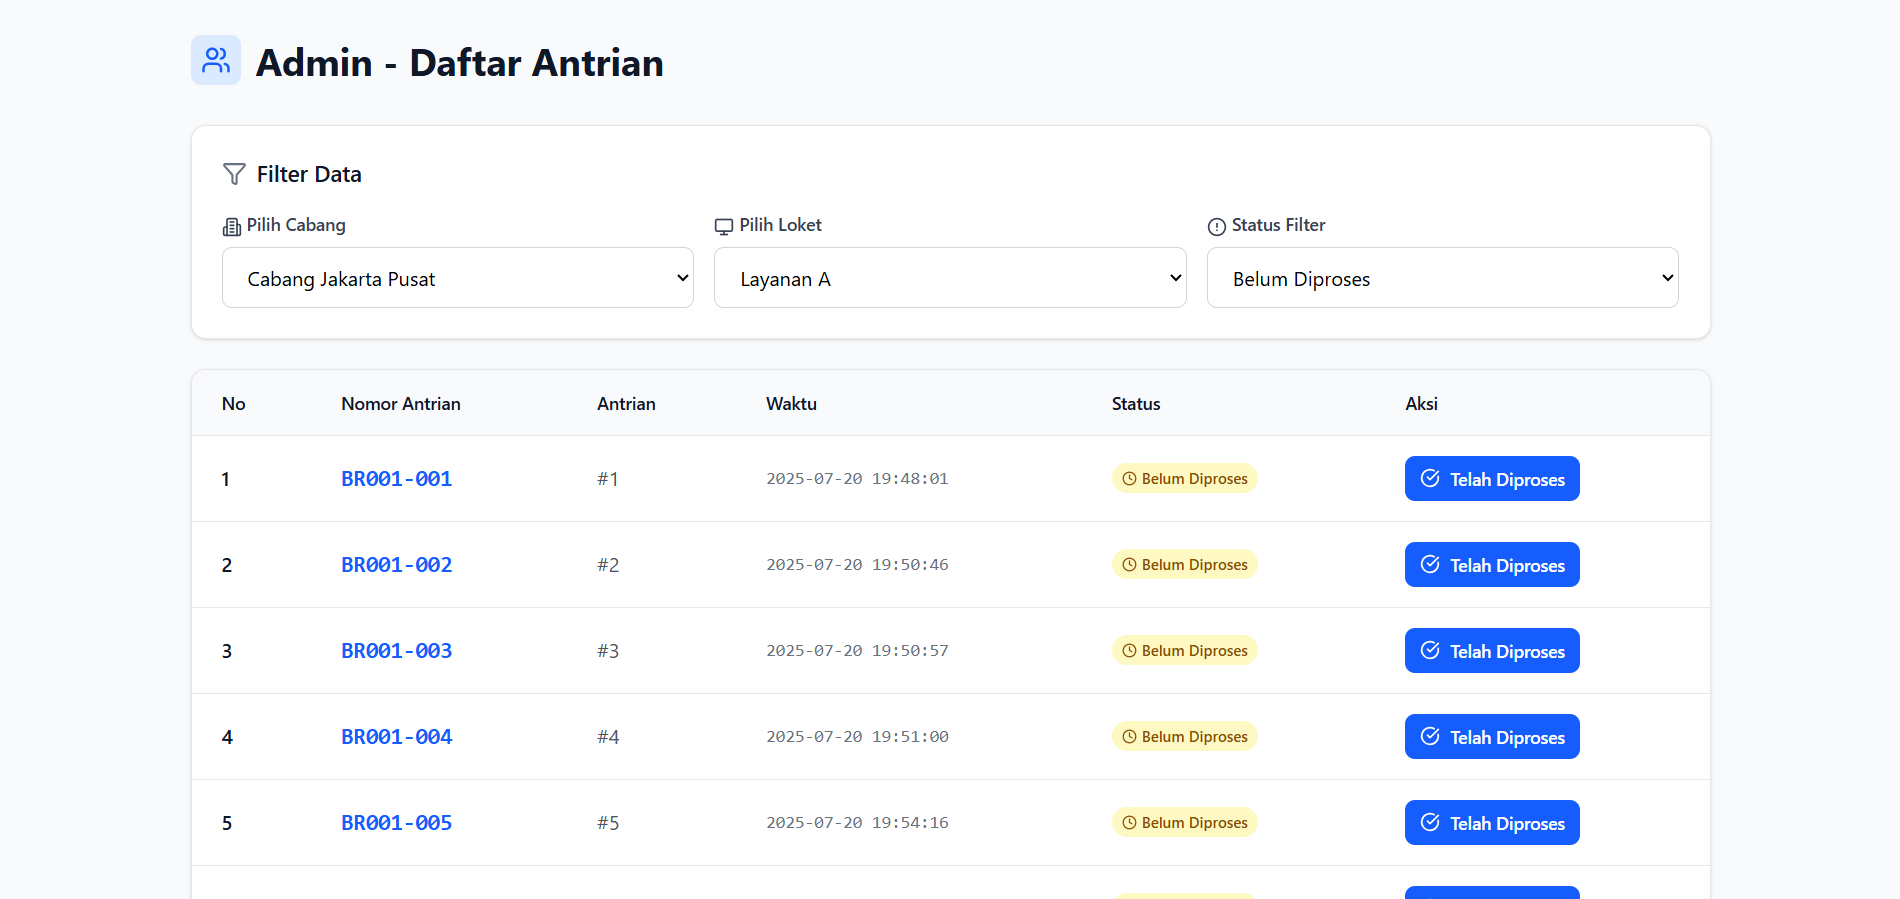 Admin - Daftar Antrian
Filter Data
Pilih Cabang Pilih Loket Status Filter
Cabang Jakarta Pusat Layanan A Belum Diproses
No Nomor Antrian Antrian Waktu Status Aksi
1 BR001-001 #1 2025-07-20 19:48:01 Belum Diproses Telah Diproses
2 BR001-002 #2 2025-07-20 19:50:46 Belum Diproses Telah Diproses
3 BR001-003 #3 2025-07-20 19:50:57 Belum Diproses Telah Diproses
4 BR001-004 #4 2025-07-20 19:51:00 Belum Diproses Telah Diproses
5 BR001-005 #5 2025-07-20 19:54:16 Belum Diproses Telah Diproses